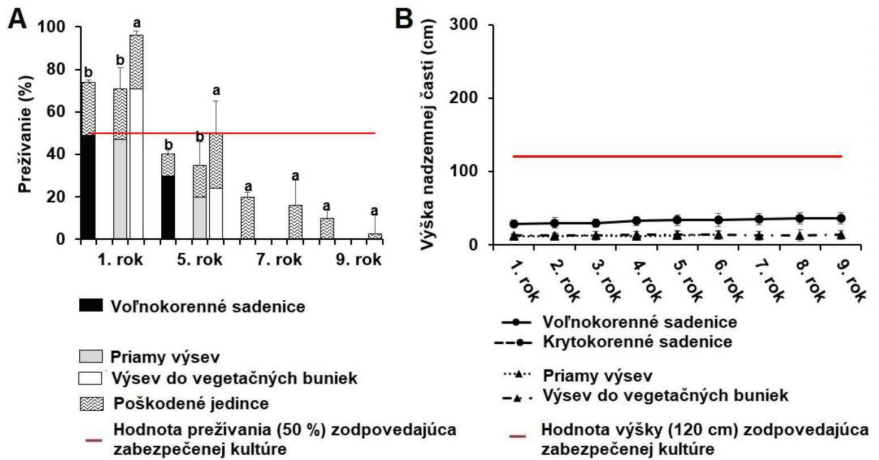 A
Prežívanie (%)
100
80
60
40
20
0
b
b
a
b
b
a
a
a
a
a
1. rok
5. rok
7. rok
9. rok
Voľnokorenné sadenice
Priamy výsev
Výsev do vegetačných buniek
Poškodené jedince
Hodnota prežívania (50 %) zodpovedajúca
zabezpečenej kultúre
B
Výška nadzemnej časti (cm)
300
200
100
0
1. rok
2. rok
3. rok
4. rok
5. rok
6. rok
7. rok
8. rok
9. rok
Voľnokorenné sadenice
Krytokorenné sadenice
Priamy výsev
Výsev do vegetačných buniek
Hodnota výšky (120 cm) zodpovedajúca
zabezpečenej kultúre